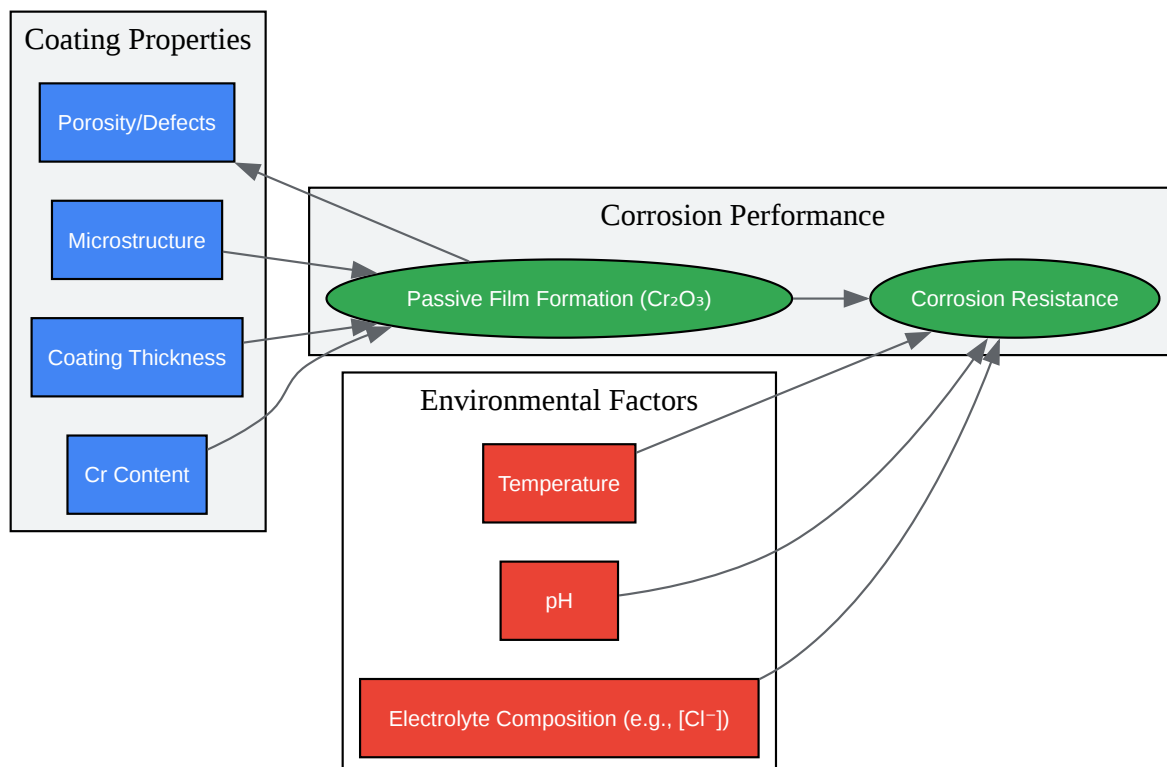 Coating Properties
Porosity/Defects
Microstructure
Coating Thickness
Cr Content
Corrosion Performance
Passive Film Formation (Cr₂O₃)
Corrosion Resistance
Environmental Factors
Temperature
pH
Electrolyte Composition (e.g., [Cl⁻])